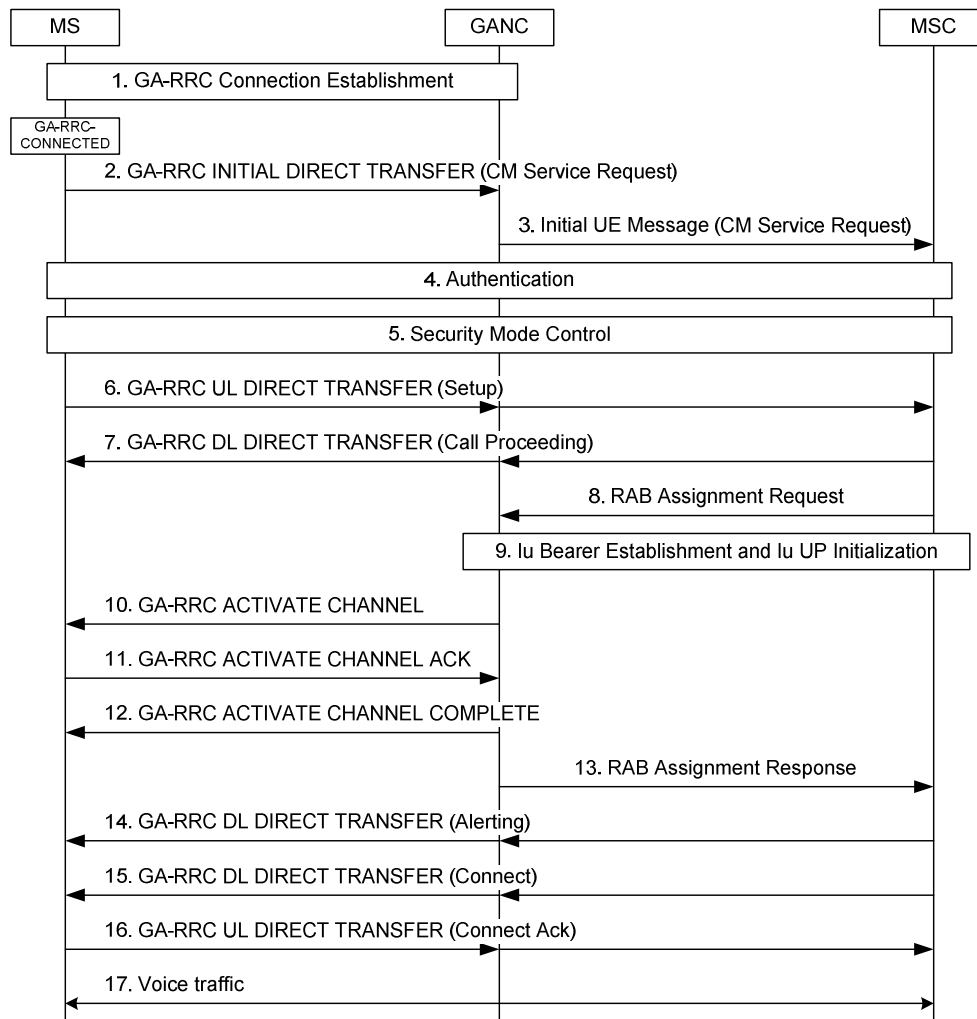 MS
GANC
MSC
1. GA-RRC Connection Establishment
GA-RRC-
CONNECTED
2. GA-RRC INITIAL DIRECT TRANSFER (CM Service Request)
3. Initial UE Message (CM Service Request)
4. Authentication
5. Security Mode Control
6. GA-RRC UL DIRECT TRANSFER (Setup)
7. GA-RRC DL DIRECT TRANSFER (Call Proceeding)
8. RAB Assignment Request
9. Iu Bearer Establishment and Iu UP Initialization
10. GA-RRC ACTIVATE CHANNEL
11. GA-RRC ACTIVATE CHANNEL ACK
12. GA-RRC ACTIVATE CHANNEL COMPLETE
13. RAB Assignment Response
14. GA-RRC DL DIRECT TRANSFER (Alerting)
15. GA-RRC DL DIRECT TRANSFER (Connect)
16. GA-RRC UL DIRECT TRANSFER (Connect Ack)
17. Voice traffic